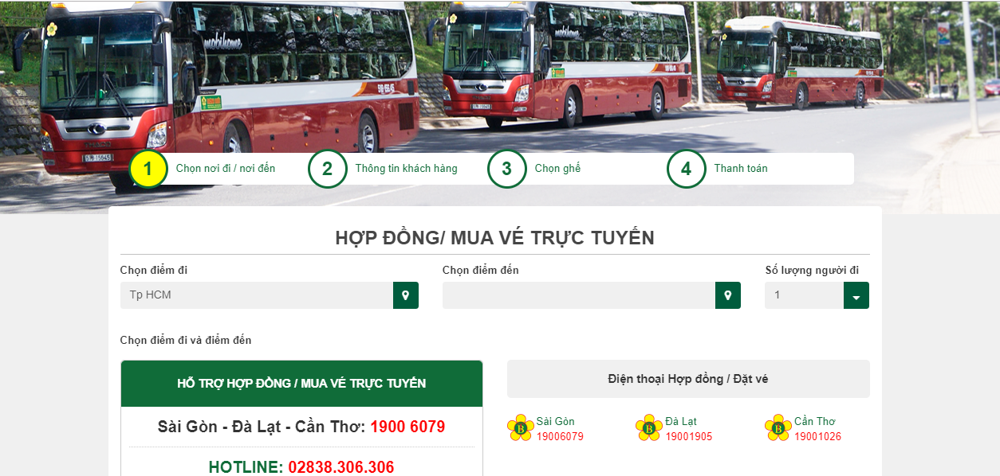 mobihome
mobihome
1 Chọn nơi đi / nơi đến
2 Thông tin khách hàng
3 Chọn ghế
4 Thanh toán
HỢP ĐỒNG/ MUA VÉ TRỰC TUYẾN
Chọn điểm đi
Chọn điểm đến
Số lượng người đi
Tp HCM
1
Chọn điểm đi và điểm đến
HỖ TRỢ HỢP ĐỒNG / MUA VÉ TRỰC TUYẾN
Điện thoại Hợp đồng / Đặt vé
Sài Gòn - Đà Lạt - Cần Thơ: 1900 6079
B Sài Gòn
19006079
B Đà Lạt
19001905
B Cần Thơ
19001026
HOTLINE: 02838.306.306